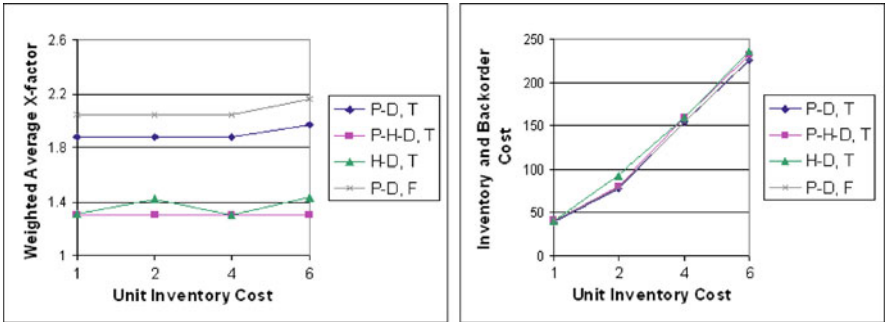 2.6
2.2
1.8
1.4
1
Weighted Average X-factor
1 2 4 6
Unit Inventory Cost
P-D, T
P-H-D, T
H-D, T
P-D, F
250
200
150
100
50
0
Inventory and Backorder
Cost
1 2 4 6
Unit Inventory Cost
P-D, T
P-H-D, T
H-D, T
P-D, F